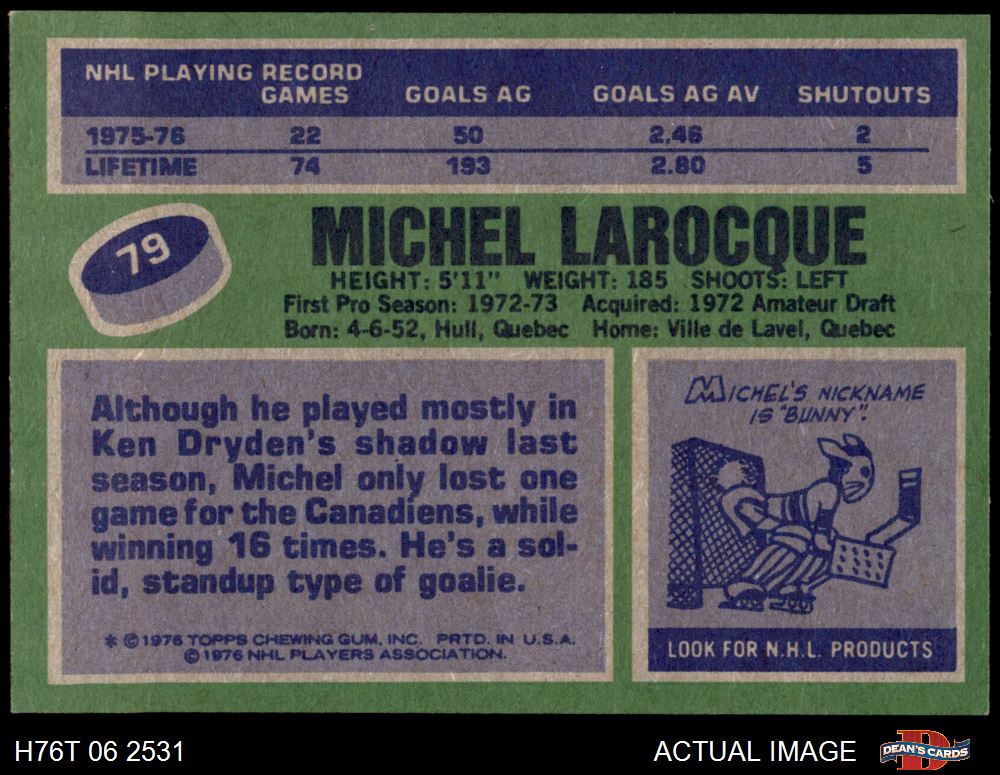 NHL PLAYING RECORD
GAMES GOALS AG GOALS AG AV SHUTOUTS
1975-76 22 50 2.46 2
LIFETIME 74 193 2.80 5
79
MICHEL LAROCQUE
HEIGHT: 5'11" WEIGHT: 185 SHOOTS: LEFT
First Pro Season: 1972-73 Acquired: 1972 Amateur Draft
Born: 4-6-52, Hull, Quebec Home: Ville de Lavel, Quebec
Although he played mostly in
Ken Dryden's shadow last
season, Michel only lost one
game for the Canadiens, while
winning 16 times. He's a sol-
id, standup type of goalie.
* © 1976 TOPPS CHEWING GUM, INC. PRTD. IN U.S.A.
© 1976 NHL PLAYERS ASSOCIATION.
MICHEL'S NICKNAME
IS "BUNNY"!
LOOK FOR N.H.L. PRODUCTS
H76T 06 2531
ACTUAL IMAGE
D
DEAN'S CARDS